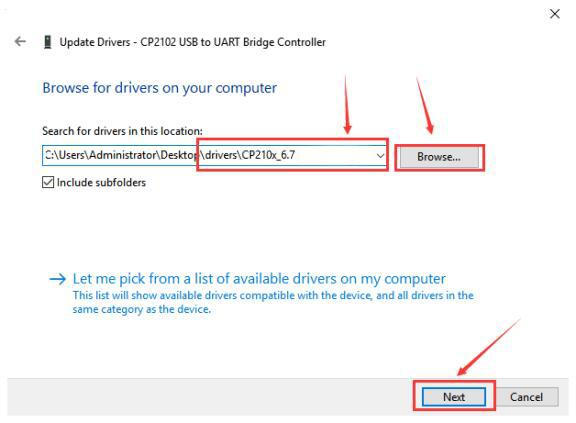 Update Drivers - CP2102 USB to UART Bridge Controller
Browse for drivers on your computer
Search for drivers in this location:
C:\Users\Administrator\Desktop\drivers\CP210x_6.7
Browse...
Include subfolders
Let me pick from a list of available drivers on my computer
This list will show available drivers compatible with the device, and all drivers in the
same category as the device.
Next
Cancel